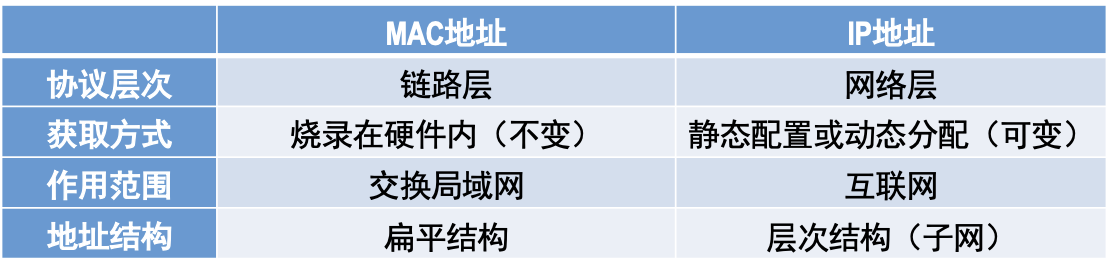 MAC地址 IP地址
协议层次 链路层 网络层
获取方式 烧录在硬件内（不变） 静态配置或动态分配（可变）
作用范围 交换局域网 互联网
地址结构 扁平结构 层次结构（子网）